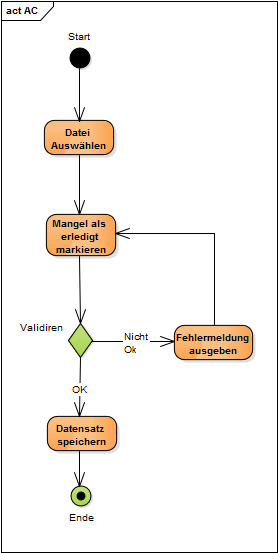 act AC
Start
Datei
Auswählen
Mangel als
erledigt
markieren
Validiren
Nicht
Ok
Fehlermeldung
ausgeben
OK
Datensatz
speichern
Ende